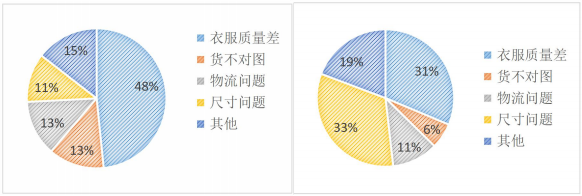 15%
48%
11%
13%
13%
衣服质量差
货不对图
物流问题
尺寸问题
其他
19%
31%
33%
6%
11%
衣服质量差
货不对图
物流问题
尺寸问题
其他